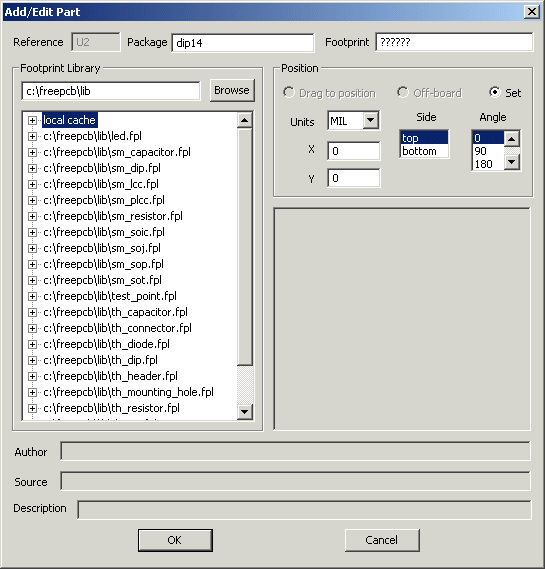 Add/Edit Part
Reference U2 Package dip14 Footprint ??????
Footprint Library
c:\freepcb\lib Browse
local cache
c:\freepcb\lib\led.fpl
c:\freepcb\lib\sm_capacitor.fpl
c:\freepcb\lib\sm_dip.fpl
c:\freepcb\lib\sm_lcc.fpl
c:\freepcb\lib\sm_plcc.fpl
c:\freepcb\lib\sm_resistor.fpl
c:\freepcb\lib\sm_soic.fpl
c:\freepcb\lib\sm_soj.fpl
c:\freepcb\lib\sm_sop.fpl
c:\freepcb\lib\sm_sot.fpl
c:\freepcb\lib\test_point.fpl
c:\freepcb\lib\th_capacitor.fpl
c:\freepcb\lib\th_connector.fpl
c:\freepcb\lib\th_diode.fpl
c:\freepcb\lib\th_dip.fpl
c:\freepcb\lib\th_header.fpl
c:\freepcb\lib\th_mounting_hole.fpl
c:\freepcb\lib\th_resistor.fpl
Position
Drag to position Off-board Set
Units MIL
X 0
Y 0
Side
top
bottom
Angle
0
90
180
Author
Source
Description
OK Cancel